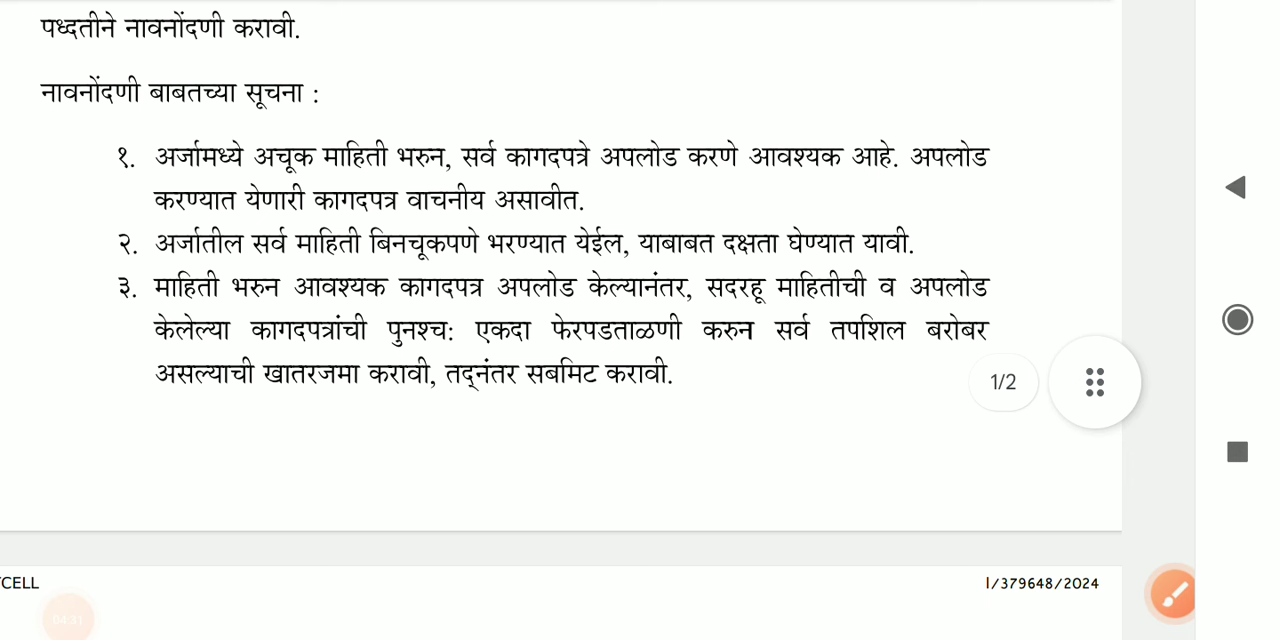 पध्दतीने नावनोंदणी करावी.
नावनोंदणी बाबतच्या सूचना :
१. अर्जामध्ये अचूक माहिती भरुन, सर्व कागदपत्रे अपलोड करणे आवश्यक आहे. अपलोड
करण्यात येणारी कागदपत्र वाचनीय असावीत.
२. अर्जातील सर्व माहिती बिनचूकपणे भरण्यात येईल, याबाबत दक्षता घेण्यात यावी.
३. माहिती भरुन आवश्यक कागदपत्र अपलोड केल्यानंतर, सदरहू माहितीची व अपलोड
केलेल्या कागदपत्रांची पुनश्च: एकदा फेरपडताळणी करुन सर्व तपशिल बरोबर
असल्याची खातरजमा करावी, तद्नंतर सबमिट करावी.
1/2
CELL
I/379648/2024
04:31